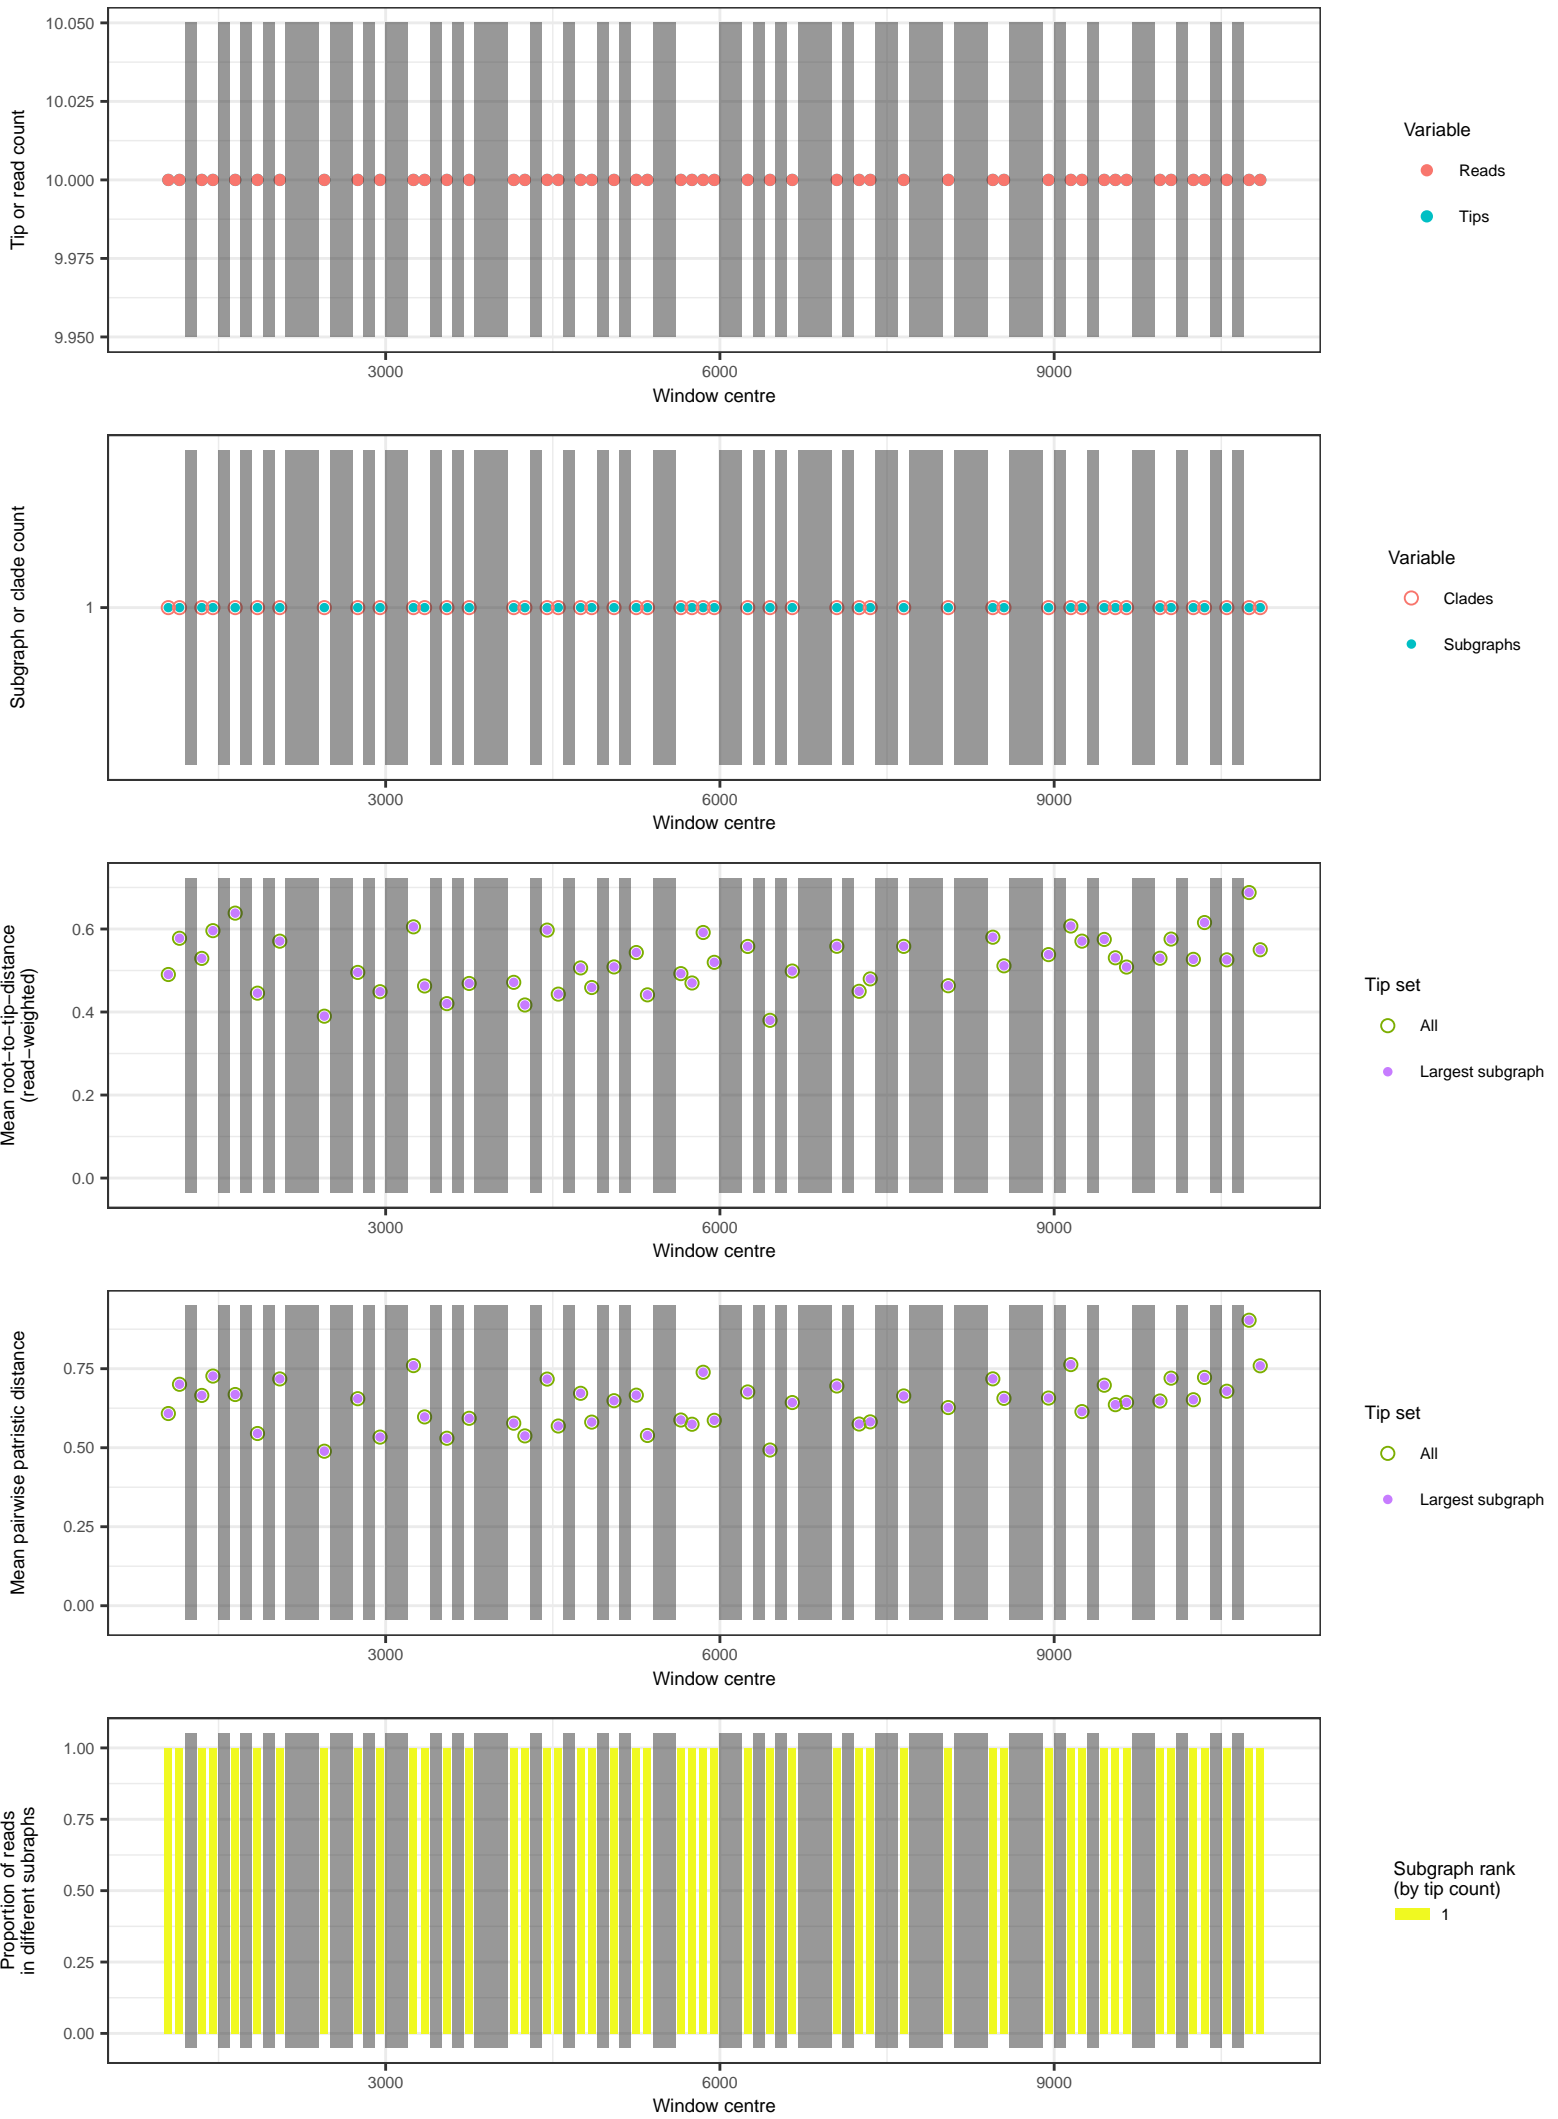 10.050
10.025
10.000
9.975
9.950
Tip or read count
3000
6000
9000
Window centre
Variable
Reads
Tips
1
Subgraph or clade count
3000
6000
9000
Window centre
Variable
Clades
Subgraphs
0.6
0.4
0.2
0.0
Mean root−to−tip−distance
(read−weighted)
3000
6000
9000
Window centre
Tip set
All
Largest subgraph
0.75
0.50
0.25
0.00
Mean pairwise patristic distance
3000
6000
9000
Window centre
Tip set
All
Largest subgraph
1.00
0.75
0.50
0.25
0.00
Proportion of reads
in different subraphs
3000
6000
9000
Window centre
Subgraph rank
(by tip count)
1